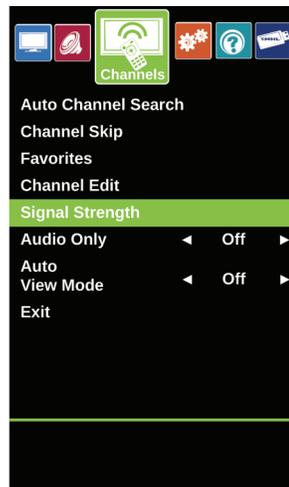 Channels
Auto Channel Search
Channel Skip
Favorites
Channel Edit
Signal Strength
Audio Only ◄ Off ►
Auto
View Mode ◄ Off ►
Exit